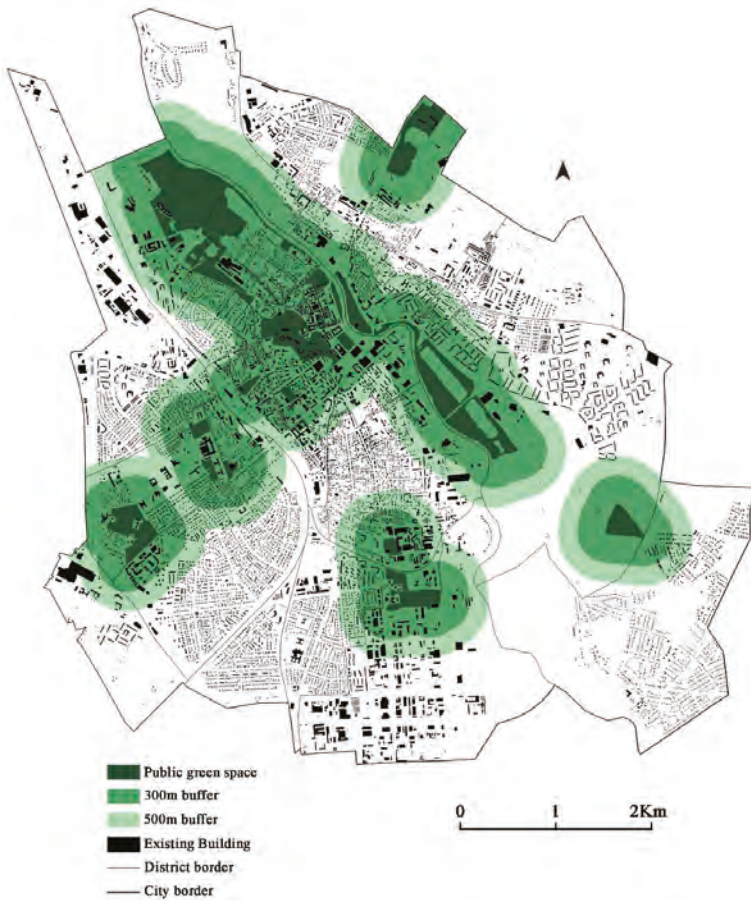 Public green space
300m buffer
500m buffer
Existing Building
District border
City border
0 1 2Km